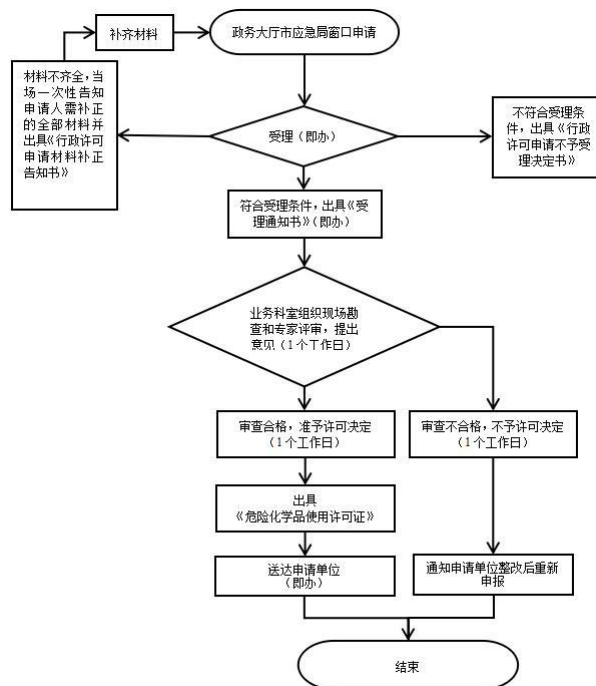 补齐材料
政务大厅市应急局窗口申请
材料不齐全，当
场一次性告知
申请人需补正
的全部材料并
出具《行政许可
申请材料补正
告知书》
受理（即办）
不符合受理条
件，出具《行政
许可申请不予受
理决定书》
符合受理条件，出具《受
理通知书》（即办）
业务科室组织现场勘
查和专家评审，提出
意见（1个工作日）
审查合格，准予许可决定
（1个工作日）
审查不合格，不予许可决定
（1个工作日）
出具
《危险化学品使用许可证》
送达申请单位
（即办）
通知申请单位整改后重新
申报
结束